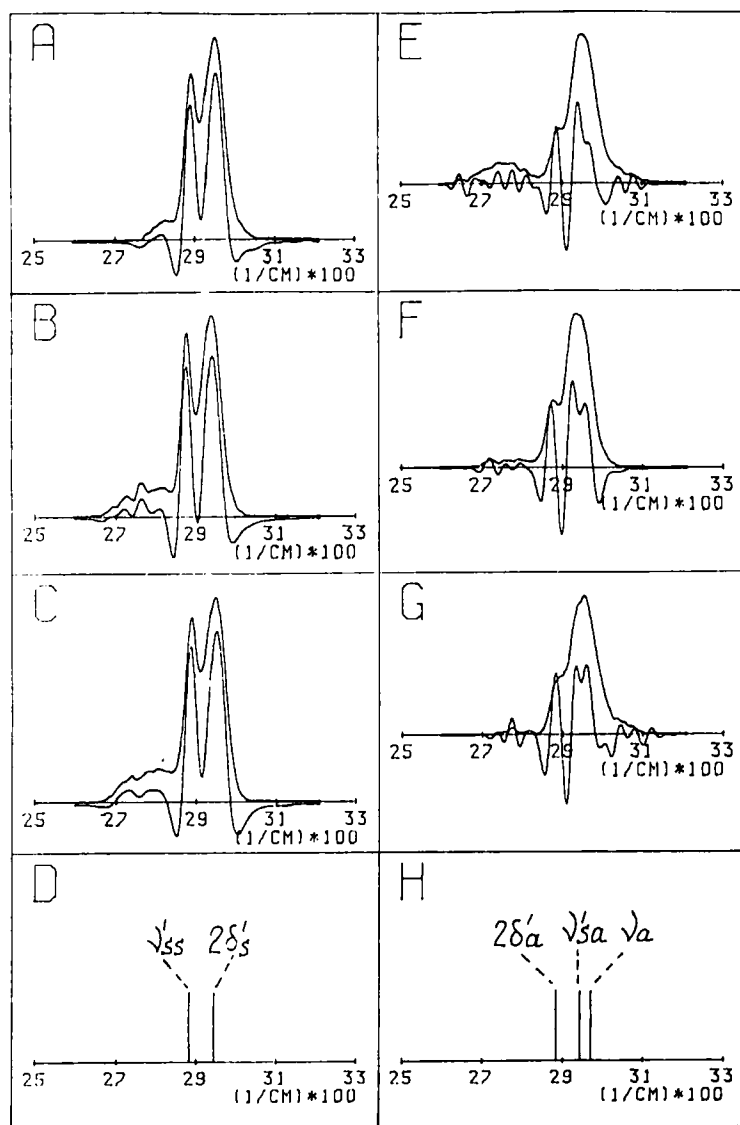 A
25 27 29 31 33
(1/CM)*100
B
25 27 29 31 33
(1/CM)*100
C
25 27 29 31 33
(1/CM)*100
D
ν'ss 2δ's
25 27 29 31 33
(1/CM)*100
E
25 27 29 31 33
(1/CM)*100
F
25 27 29 31 33
(1/CM)*100
G
25 27 29 31 33
(1/CM)*100
H
2δ'a ν'sa νa
25 27 29 31 33
(1/CM)*100